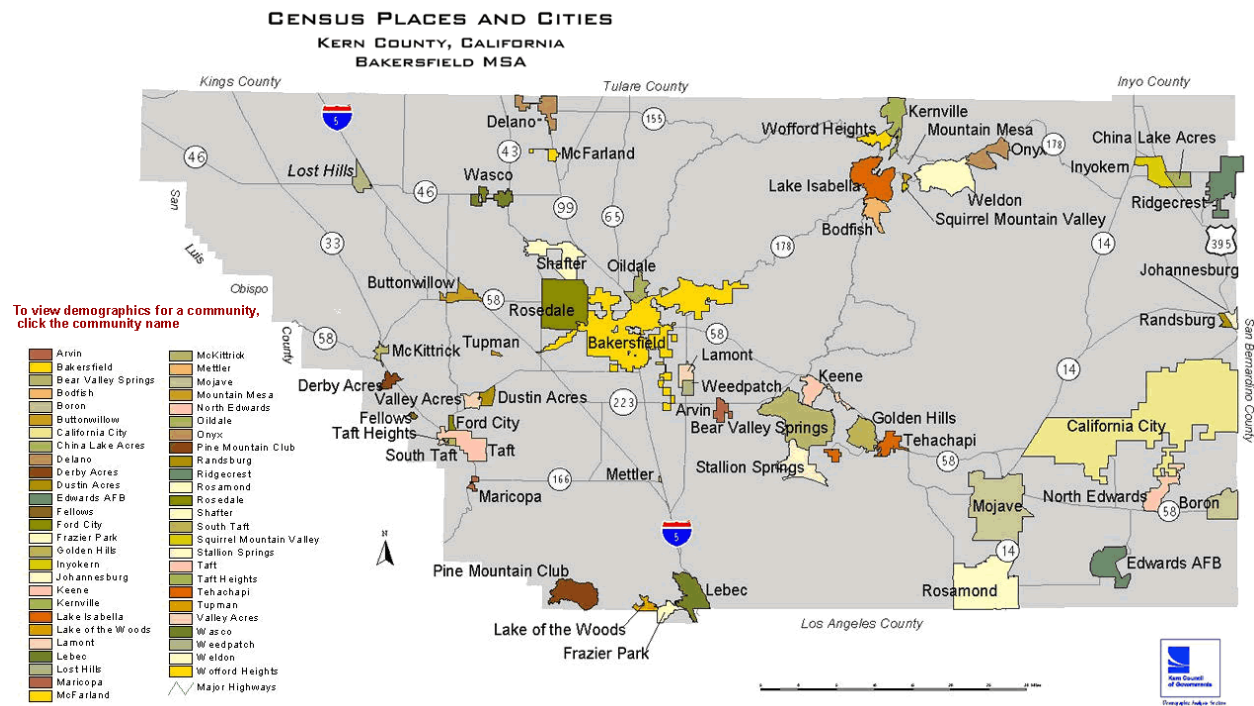 CENSUS PLACES AND CITIES
KERN COUNTY, CALIFORNIA
BAKERSFIELD MSA
Kings County
Tulare County
Inyo County
5
155
Delano
Kernville
Wofford Heights
Mountain Mesa
Onyx
178
China Lake Acres
46
43
McFarland
Inyokern
Lost Hills
Wasco
Lake Isabella
46
99
65
Weldon
Ridgecrest
San
Squirrel Mountain Valley
Bodfish
33
178
14
395
Luis
Shafter
Oildale
Johannesburg
Buttonwillow
Obispo
58
Rosedale
Randsburg
To view demographics for a community,
click the community name
County
58
Tupman
Bakersfield
58
San Bernardino County
McKittrick
Lamont
14
Derby Acres
Weedpatch
Keene
Valley Acres
Dustin Acres
223
Arvin
Fellows
Ford City
Bear Valley Springs
Golden Hills
California City
Taft Heights
Tehachapi
South Taft
Taft
Stallion Springs
58
166
Mettler
Maricopa
North Edwards
Boron
Mojave
58
N
5
14
Pine Mountain Club
Edwards AFB
Lebec
Rosamond
Lake of the Woods
Los Angeles County
Frazier Park
Arvin
Bakersfield
Bear Valley Springs
Bodfish
Boron
Buttonwillow
California City
China Lake Acres
Delano
Derby Acres
Dustin Acres
Edwards AFB
Fellows
Ford City
Frazier Park
Golden Hills
Inyokern
Johannesburg
Keene
Kernville
Lake Isabella
Lake of the Woods
Lamont
Lebec
Lost Hills
Maricopa
McFarland
McKittrick
Mettler
Mojave
Mountain Mesa
North Edwards
Oildale
Onyx
Pine Mountain Club
Randsburg
Ridgecrest
Rosamond
Rosedale
Shafter
South Taft
Squirrel Mountain Valley
Stallion Springs
Taft
Taft Heights
Tehachapi
Tupman
Valley Acres
Wasco
Weedpatch
Weldon
Wofford Heights
Major Highways
Kern Council
of Governments